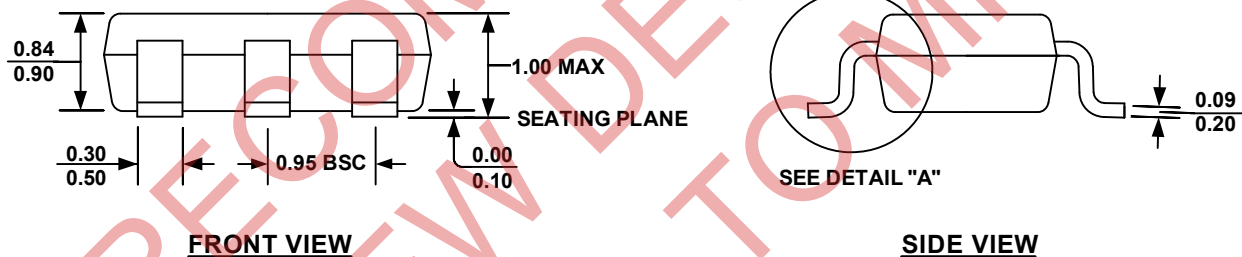 0.84
0.90
1.00 MAX
SEATING PLANE
0.30
0.50
0.95 BSC
0.00
0.10
FRONT VIEW
0.09
0.20
SEE DETAIL "A"
SIDE VIEW